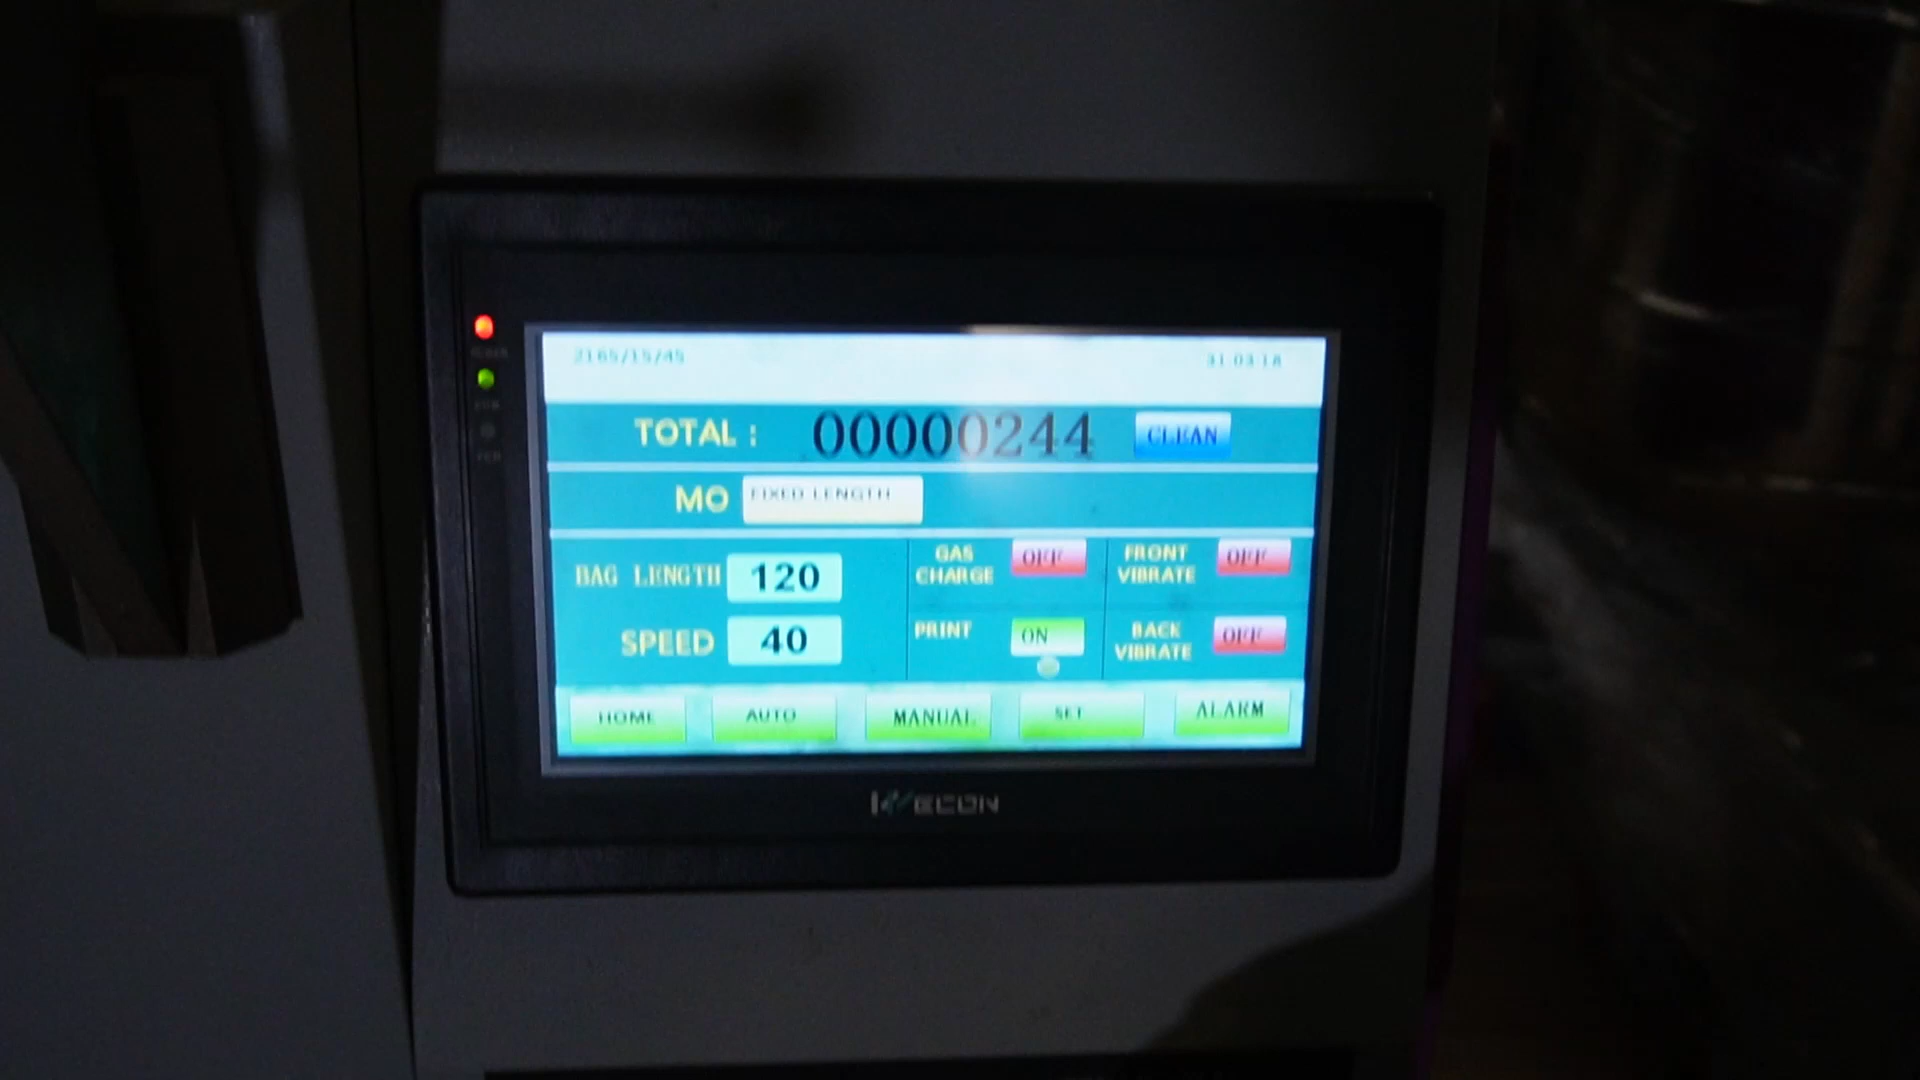 2165/15/45 31 03 18
TOTAL : 00000244 CLEAN
MO FIXED LENGTH
BAG LENGTH 120
SPEED 40
GAS CHARGE OFF
FRONT VIBRATE OFF
PRINT ON
BACK VIBRATE OFF
HOME AUTO MANUAL SET ALARM
WECON